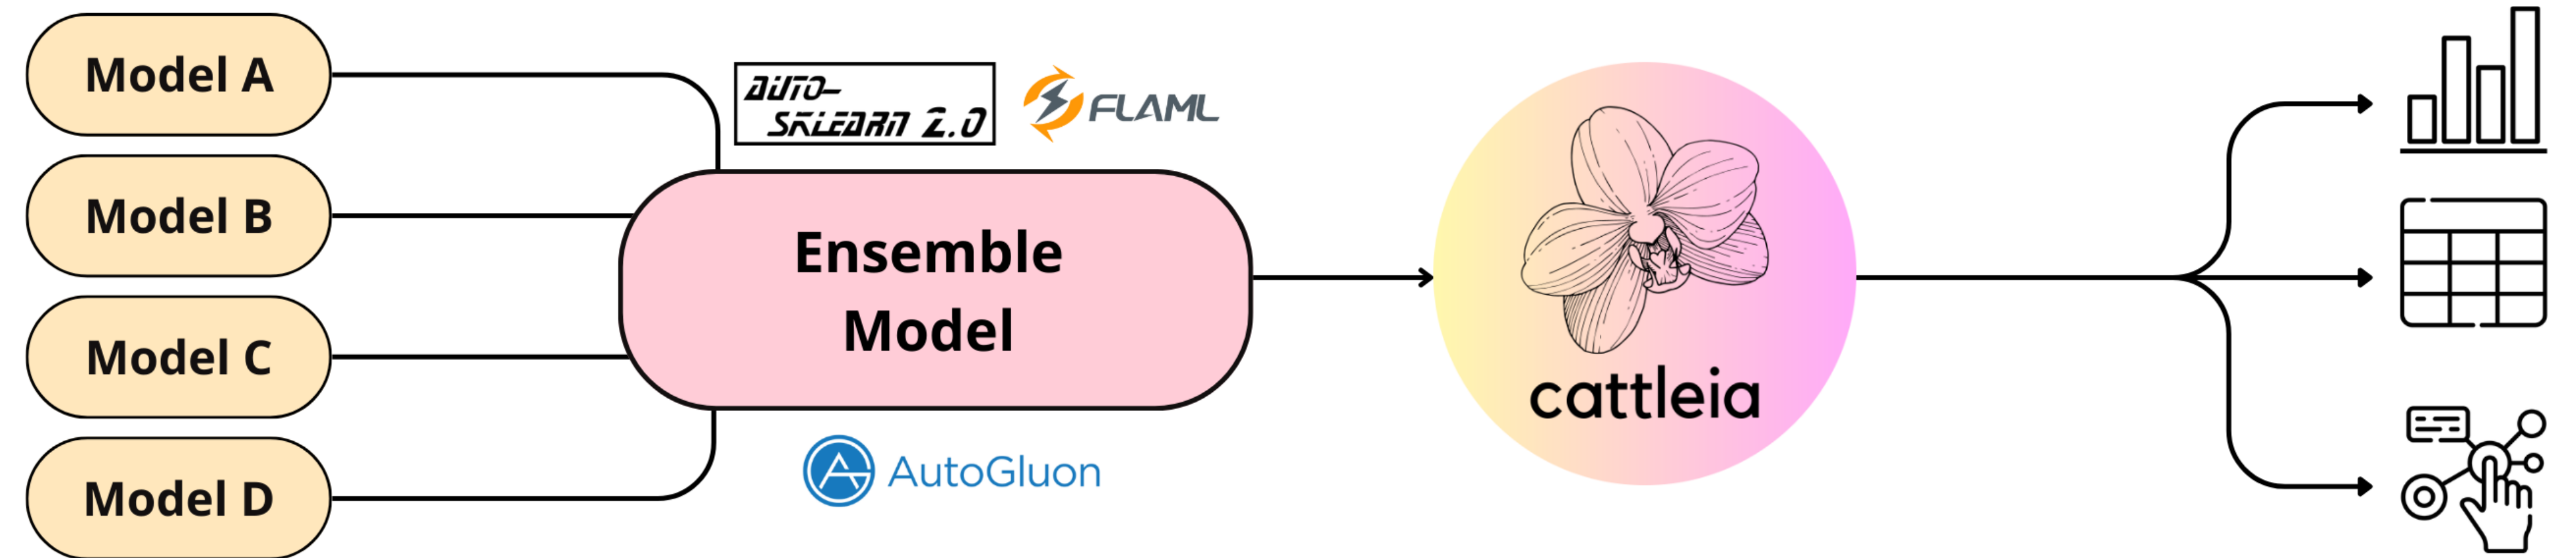 Model A
Model B
Model C
Model D
AUTO-
SKLEARN 2.0
FLAML
Ensemble
Model
AutoGluon
cattleia